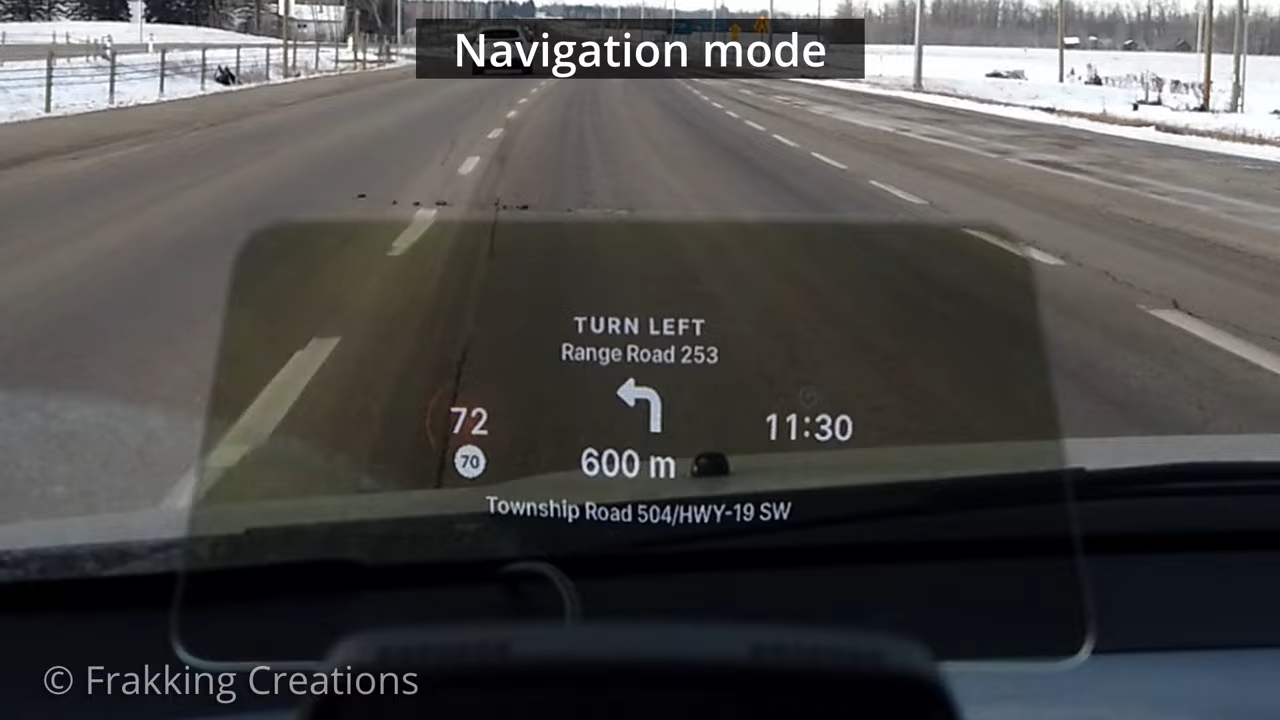 Navigation mode
TURN LEFT
Range Road 253
72
70
600 m
11:30
Township Road 504/HWY-19 SW
© Frakking Creations